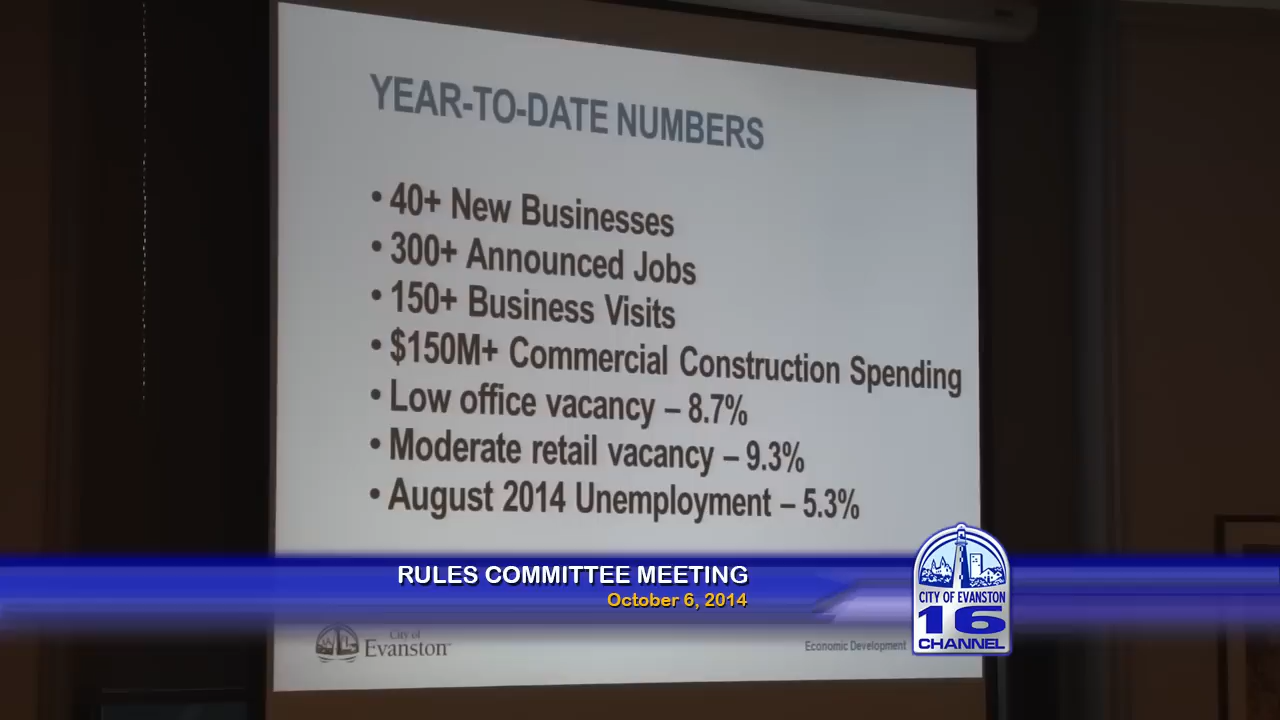 YEAR-TO-DATE NUMBERS
• 40+ New Businesses
• 300+ Announced Jobs
• 150+ Business Visits
• $150M+ Commercial Construction Spending
• Low office vacancy – 8.7%
• Moderate retail vacancy – 9.3%
• August 2014 Unemployment – 5.3%
RULES COMMITTEE MEETING
October 6, 2014
CITY OF EVANSTON
16
CHANNEL
City of
Evanston™
Economic Development